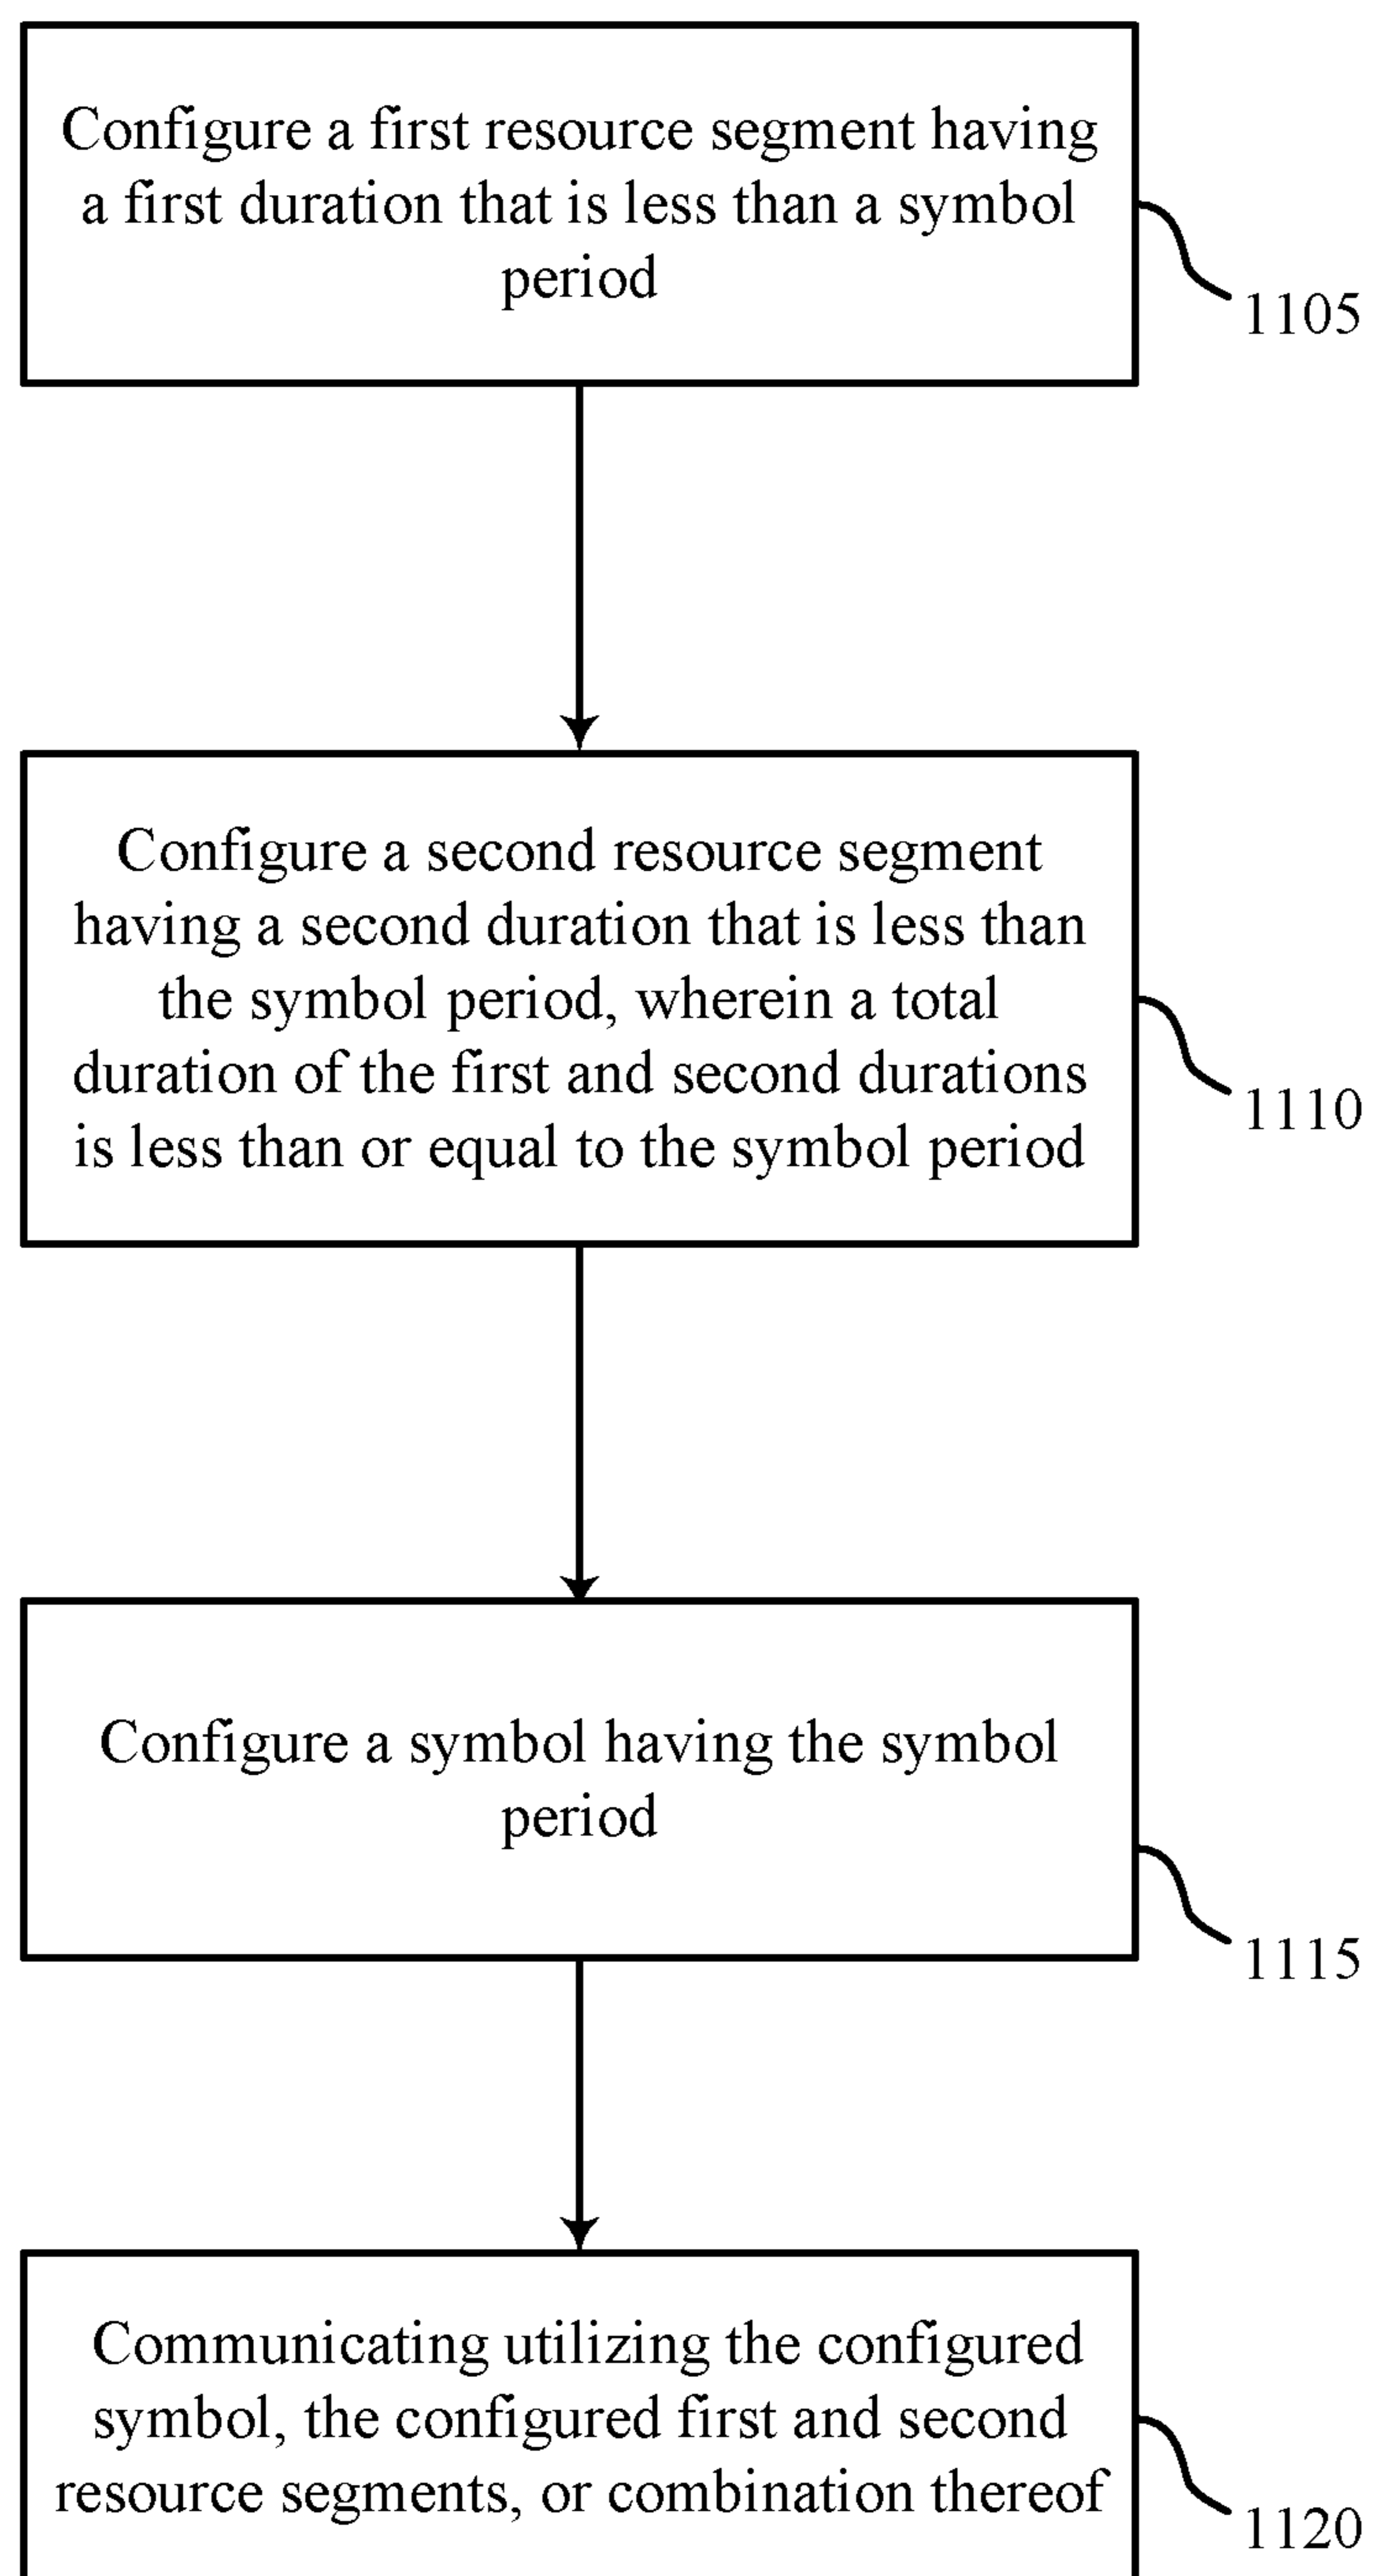 Configure a first resource segment having
a first duration that is less than a symbol
period
1105
Configure a second resource segment
having a second duration that is less than
the symbol period, wherein a total
duration of the first and second durations
is less than or equal to the symbol period
1110
Configure a symbol having the symbol
period
1115
Communicating utilizing the configured
symbol, the configured first and second
resource segments, or combination thereof
1120